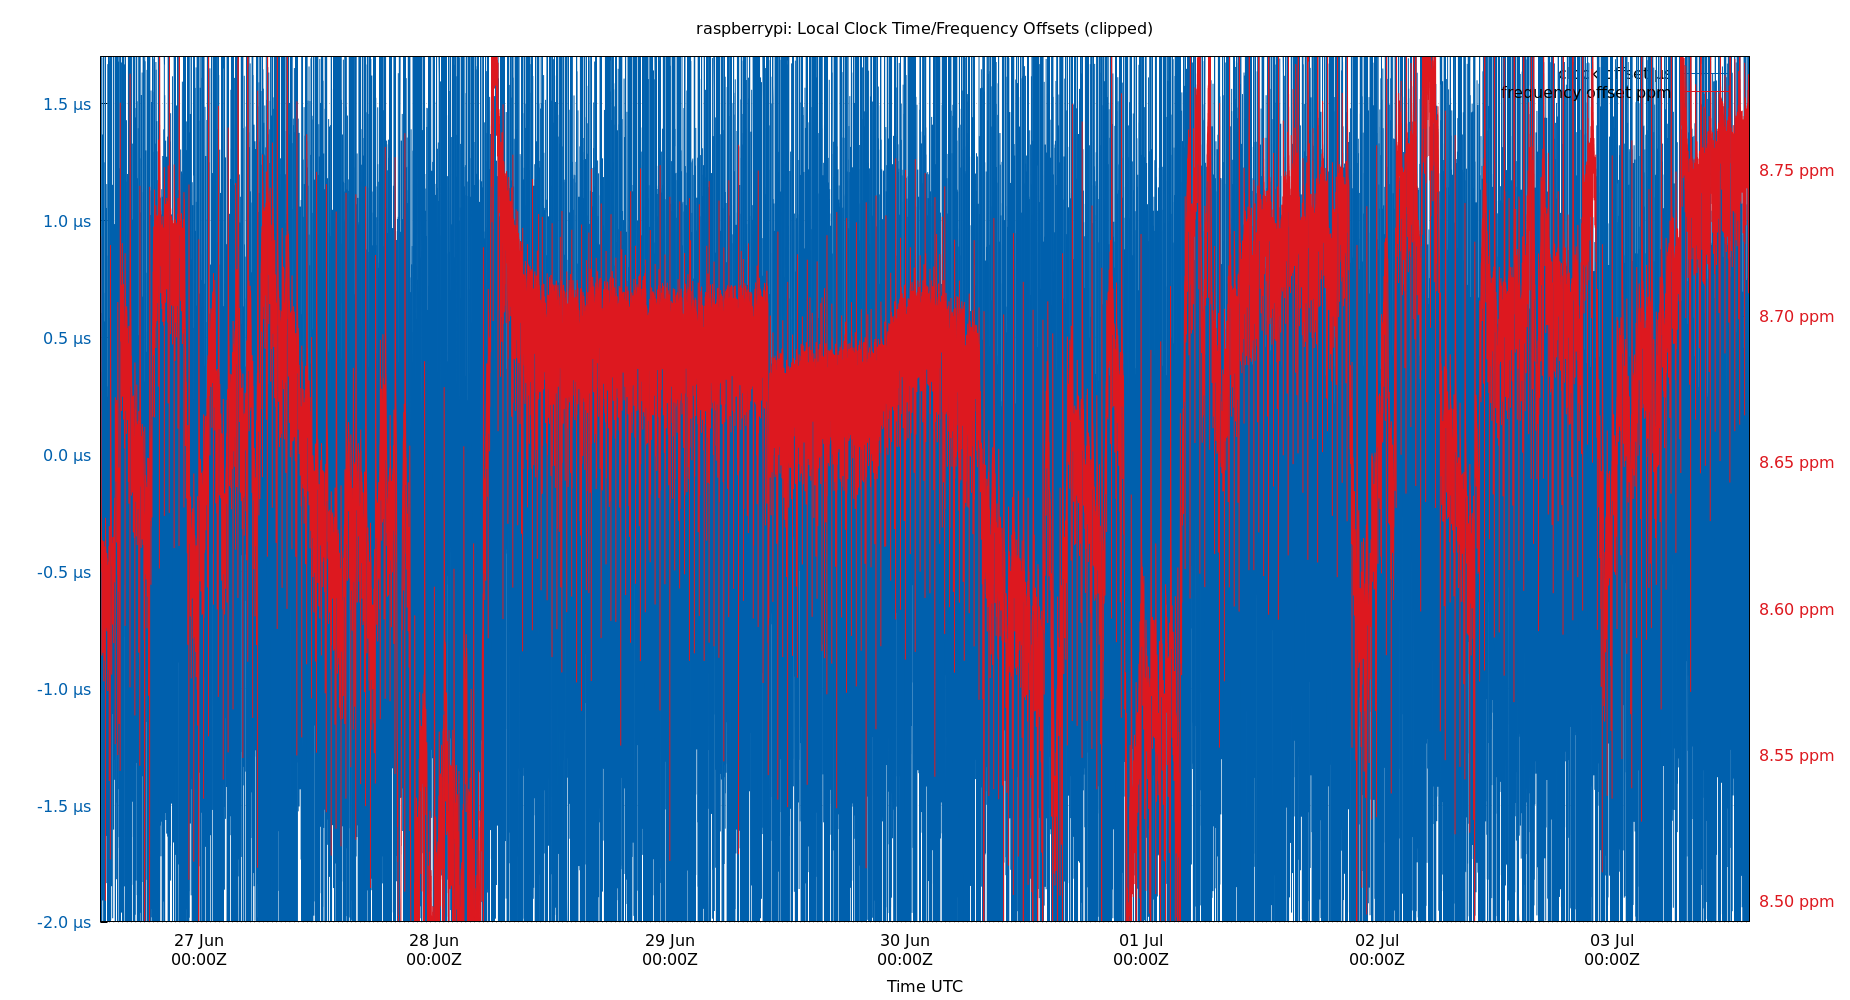 raspberrypi: Local Clock Time/Frequency Offsets (clipped)
clock offset µs
frequency offset ppm
1.5 µs
1.0 µs
0.5 µs
0.0 µs
-0.5 µs
-1.0 µs
-1.5 µs
-2.0 µs
8.75 ppm
8.70 ppm
8.65 ppm
8.60 ppm
8.55 ppm
8.50 ppm
27 Jun 28 Jun 29 Jun 30 Jun 01 Jul 02 Jul 03 Jul
00:00Z 00:00Z 00:00Z 00:00Z 00:00Z 00:00Z 00:00Z
Time UTC